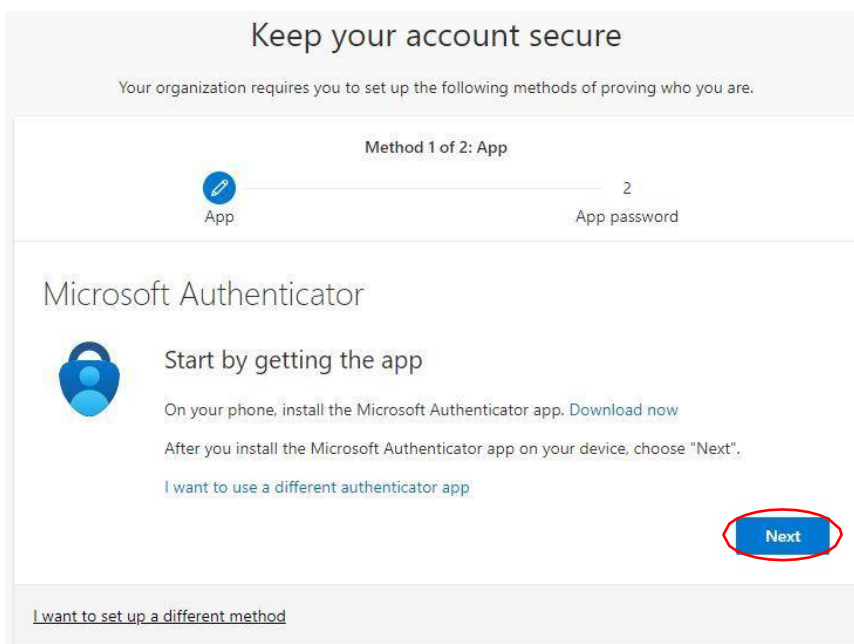 Keep your account secure
Your organization requires you to set up the following methods of proving who you are.
Method 1 of 2: App
App
2
App password
Microsoft Authenticator
Start by getting the app
On your phone, install the Microsoft Authenticator app. Download now
After you install the Microsoft Authenticator app on your device, choose "Next".
I want to use a different authenticator app
Next
I want to set up a different method